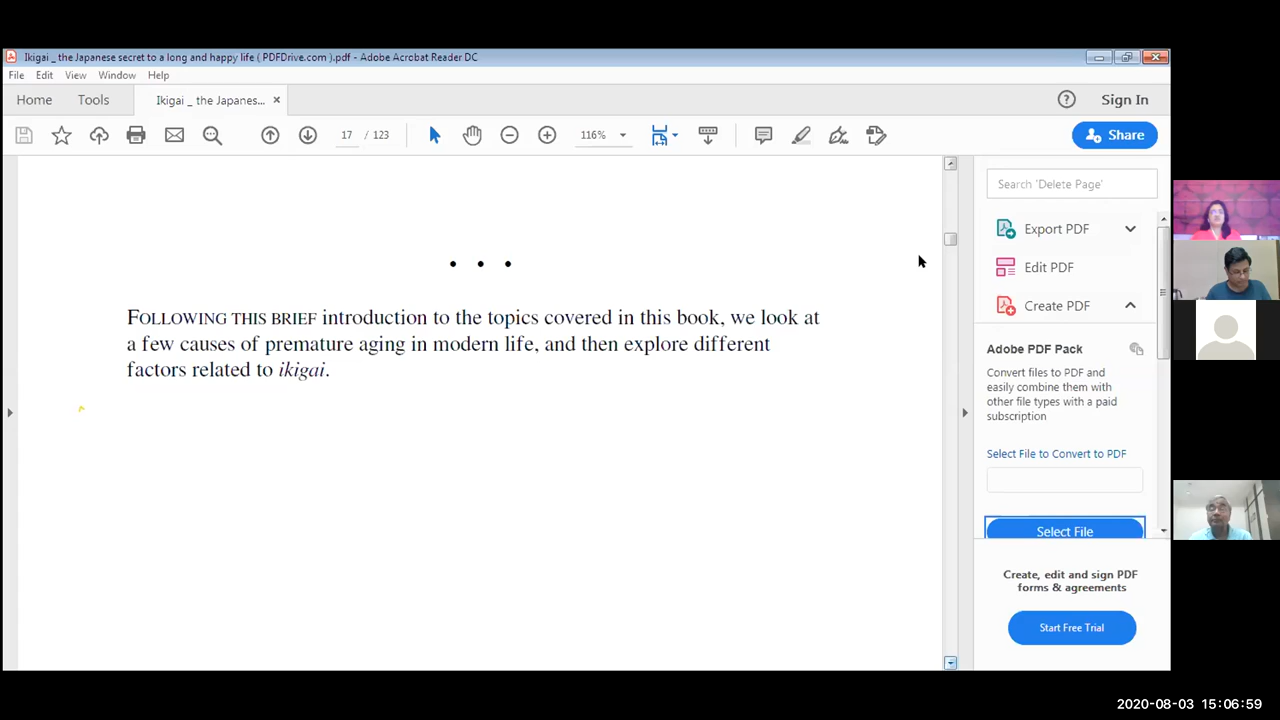 Ikigai _ the Japanese secret to a long and happy life ( PDFDrive.com ).pdf - Adobe Acrobat Reader DC
File Edit View Window Help
Home Tools Ikigai _ the Japanes... × Sign In
17 / 123 116% Share
Search 'Delete Page'
Export PDF
• • •
Edit PDF
FOLLOWING THIS BRIEF introduction to the topics covered in this book, we look at
a few causes of premature aging in modern life, and then explore different
factors related to ikigai.
Create PDF
Adobe PDF Pack
Convert files to PDF and
easily combine them with
other file types with a paid
subscription
Select File to Convert to PDF
Select File
Create, edit and sign PDF
forms & agreements
Start Free Trial
2020-08-03 15:06:59